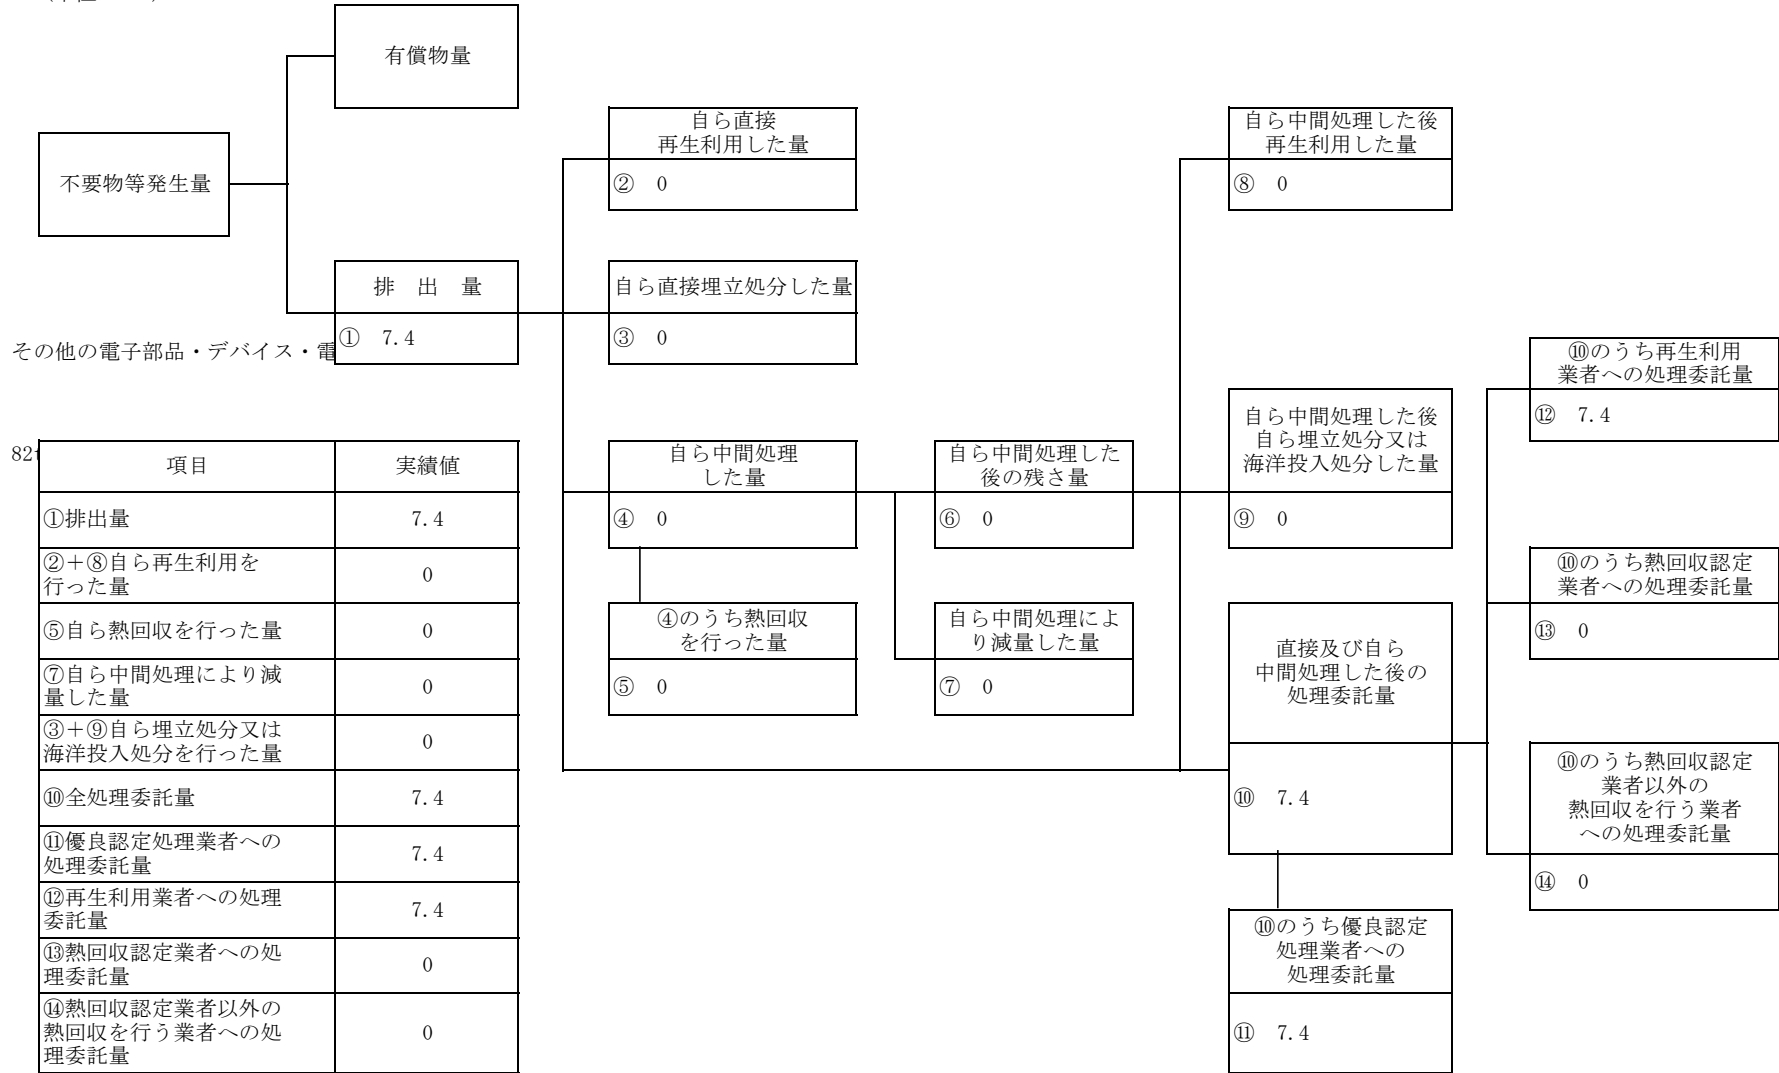 有償物量
不要物等発生量
排 出 量
① 7.4
自ら直接
再生利用した量
② 0
自ら直接埋立処分した量
③ 0
自ら中間処理した後
再生利用した量
⑧ 0
その他の電子部品・デバイス・電
82
項目 実績値
①排出量 7.4
②+⑧自ら再生利用を
行った量
0
⑤自ら熱回収を行った量 0
⑦自ら中間処理により減
量した量
0
③+⑨自ら埋立処分又は
海洋投入処分を行った量
0
⑩全処理委託量 7.4
⑪優良認定処理業者への
処理委託量
7.4
⑫再生利用業者への処理
委託量
7.4
⑬熱回収認定業者への処
理委託量
0
⑭熱回収認定業者以外の
熱回収を行う業者への処
理委託量
0
自ら中間処理
した量
④ 0
④のうち熱回収
を行った量
⑤ 0
自ら中間処理した
後の残さ量
⑥ 0
自ら中間処理によ
り減量した量
⑦ 0
自ら中間処理した後
自ら埋立処分又は
海洋投入処分した量
⑨ 0
直接及び自ら
中間処理した後の
処理委託量
⑩ 7.4
⑩のうち優良認定
処理業者への
処理委託量
⑪ 7.4
⑩のうち再生利用
業者への処理委託量
⑫ 7.4
⑩のうち熱回収認定
業者への処理委託量
⑬ 0
⑩のうち熱回収認定
業者以外の
熱回収を行う業者
への処理委託量
⑭ 0